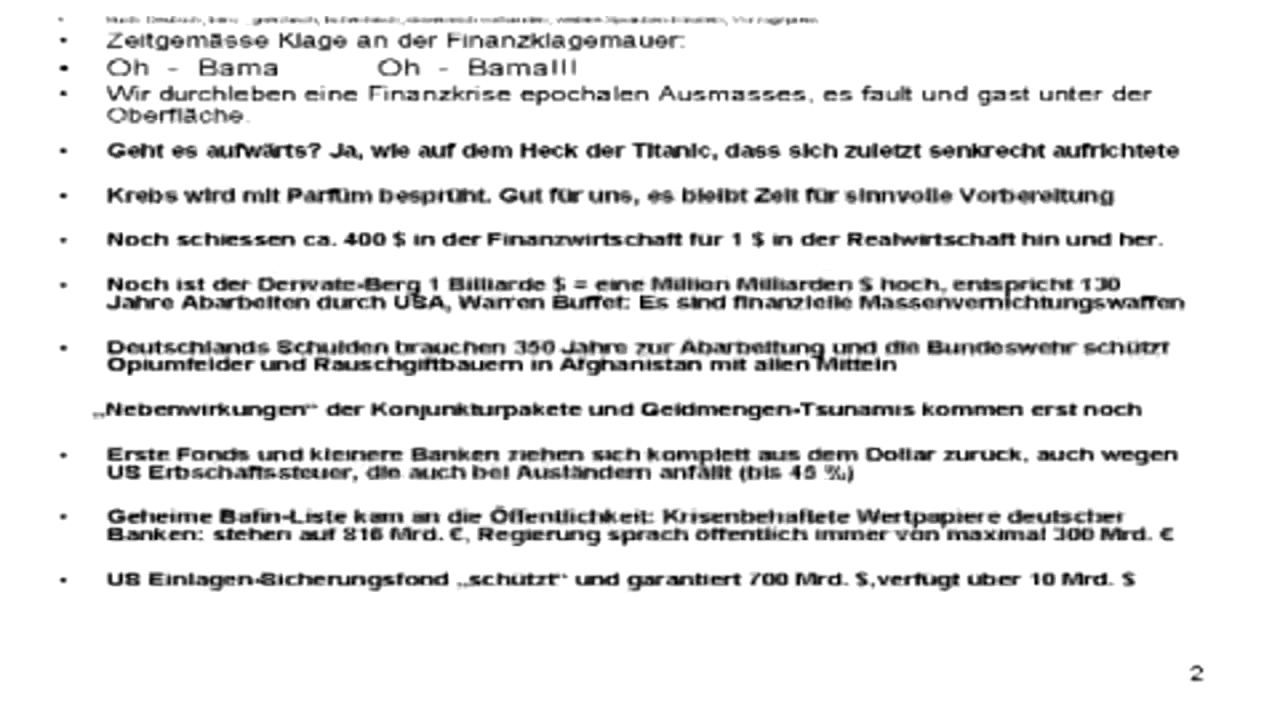 • Zeitgemässe Klage an der Finanzklagemauer:
• Oh - Bama Oh - Bama!!!
• Wir durchleben eine Finanzkrise epochalen Ausmasses, es fault und gast unter der
Oberfläche.
• Geht es aufwärts? Ja, wie auf dem Heck der Titanic, dass sich zuletzt senkrecht aufrichtete
• Krebs wird mit Parfüm besprüht. Gut für uns, es bleibt Zeit für sinnvolle Vorbereitung
• Noch schiessen ca. 400 $ in der Finanzwirtschaft für 1 $ in der Realwirtschaft hin und her.
• Noch ist der Derivate-Berg 1 Billiarde $ = eine Million Milliarden $ hoch, entspricht 130
Jahre Abarbeiten durch USA, Warren Buffet: Es sind finanzielle Massenvernichtungswaffen
• Deutschlands Schulden brauchen 350 Jahre zur Abarbeitung und die Bundeswehr schützt
Opiumfelder und Rauschgiftbauern in Afghanistan mit allen Mitteln
„Nebenwirkungen“ der Konjunkturpakete und Geldmengen-Tsunamis kommen erst noch
• Erste Fonds und kleinere Banken ziehen sich komplett aus dem Dollar zurück, auch wegen
US Erbschaftssteuer, die auch bei Ausländern anfällt (bis 45 %)
• Geheime Bafin-Liste kam an die Öffentlichkeit: Krisenbehaftete Wertpapiere deutscher
Banken: stehen auf 816 Mrd. €, Regierung sprach öffentlich immer von maximal 300 Mrd. €
• US Einlagen-Sicherungsfond „schützt“ und garantiert 700 Mrd. $,verfügt über 10 Mrd. $
2